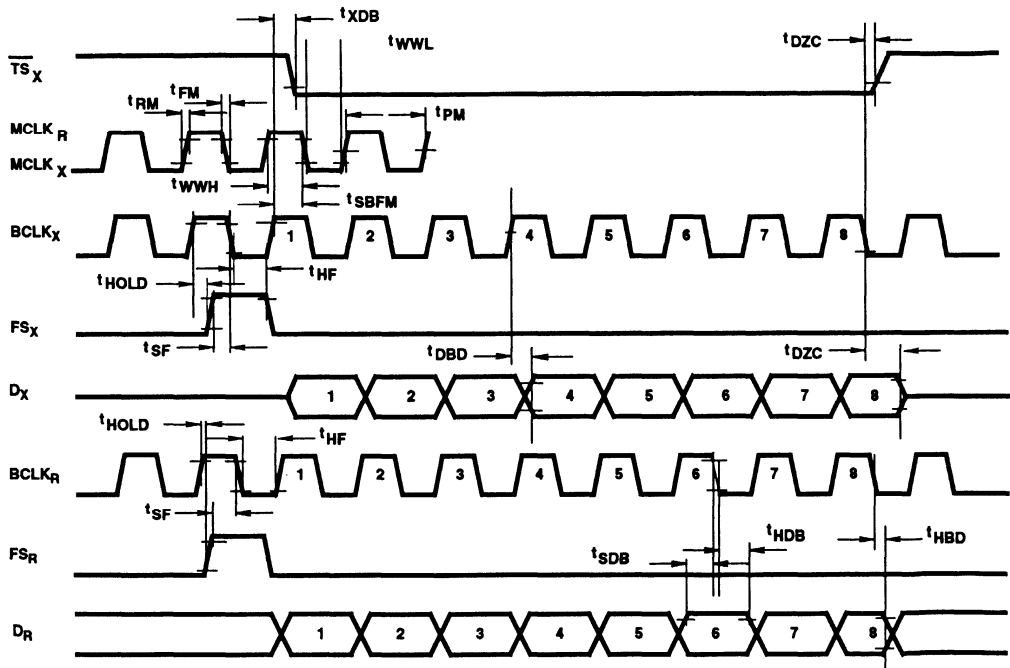 tXDB
tWWL
tDZC
TSX
tFM
tRM
tPM
MCLKR
MCLKX
tWWH
tSBFM
BCLKX
1 2 3 4 5 6 7 8
tHOLD
tHF
FSX
tSF
tDBD
tDZC
DX
1 2 3 4 5 6 7 8
tHOLD
tHF
BCLKR
1 2 3 4 5 6 7 8
tSF
tHDB
tHBD
FSR
tSDB
DR
1 2 3 4 5 6 7 8